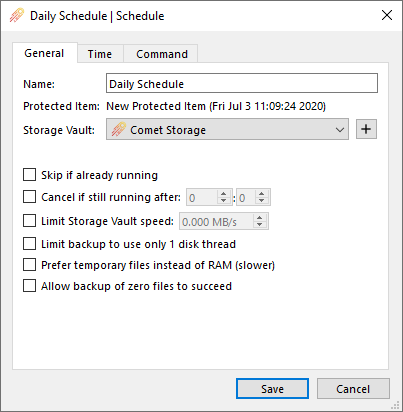 Daily Schedule | Schedule
General Time Command
Name: Daily Schedule
Protected Item: New Protected Item (Fri Jul 3 11:09:24 2020)
Storage Vault: Comet Storage
Skip if already running
Cancel if still running after: 0 : 0
Limit Storage Vault speed: 0.000 MB/s
Limit backup to use only 1 disk thread
Prefer temporary files instead of RAM (slower)
Allow backup of zero files to succeed
Save Cancel